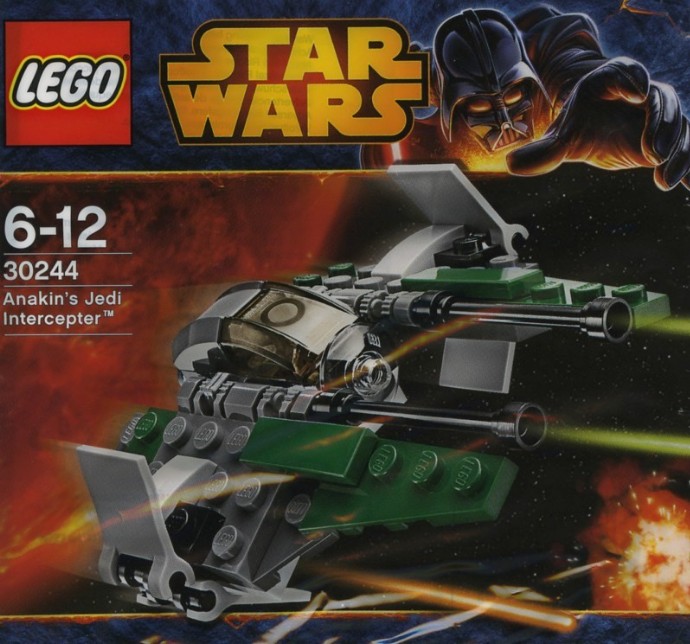 LEGO
STAR
WARS
6-12
30244
Anakin's Jedi
Intercepter™